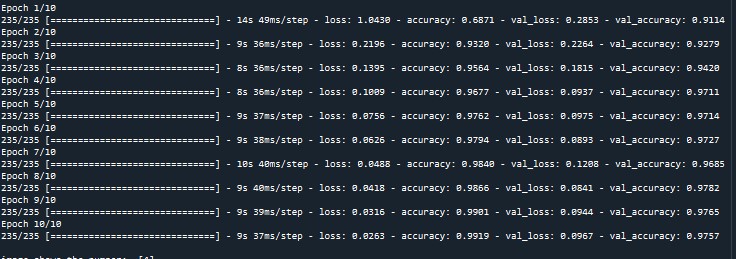 Epoch 1/10
235/235 [==============================] - 14s 49ms/step - loss: 1.0430 - accuracy: 0.6871 - val_loss: 0.2853 - val_accuracy: 0.9114
Epoch 2/10
235/235 [==============================] - 9s 36ms/step - loss: 0.2196 - accuracy: 0.9320 - val_loss: 0.2264 - val_accuracy: 0.9279
Epoch 3/10
235/235 [==============================] - 8s 36ms/step - loss: 0.1395 - accuracy: 0.9564 - val_loss: 0.1815 - val_accuracy: 0.9420
Epoch 4/10
235/235 [==============================] - 8s 36ms/step - loss: 0.1009 - accuracy: 0.9677 - val_loss: 0.0937 - val_accuracy: 0.9711
Epoch 5/10
235/235 [==============================] - 9s 37ms/step - loss: 0.0756 - accuracy: 0.9762 - val_loss: 0.0975 - val_accuracy: 0.9714
Epoch 6/10
235/235 [==============================] - 9s 38ms/step - loss: 0.0626 - accuracy: 0.9794 - val_loss: 0.0893 - val_accuracy: 0.9727
Epoch 7/10
235/235 [==============================] - 10s 40ms/step - loss: 0.0488 - accuracy: 0.9840 - val_loss: 0.1208 - val_accuracy: 0.9685
Epoch 8/10
235/235 [==============================] - 9s 40ms/step - loss: 0.0418 - accuracy: 0.9866 - val_loss: 0.0841 - val_accuracy: 0.9782
Epoch 9/10
235/235 [==============================] - 9s 39ms/step - loss: 0.0316 - accuracy: 0.9901 - val_loss: 0.0944 - val_accuracy: 0.9765
Epoch 10/10
235/235 [==============================] - 9s 37ms/step - loss: 0.0263 - accuracy: 0.9919 - val_loss: 0.0967 - val_accuracy: 0.9757